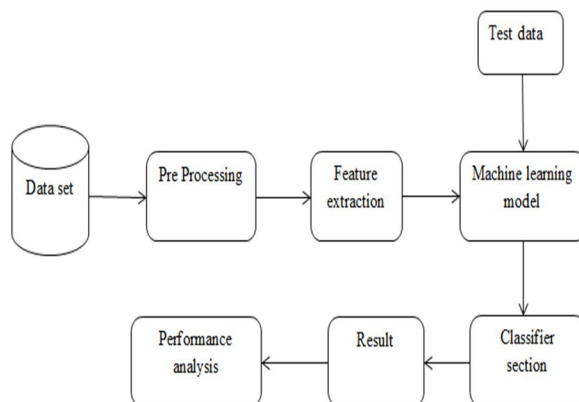 Test data
Data set
Pre Processing
Feature
extraction
Machine learning
model
Performance
analysis
Result
Classifier
section